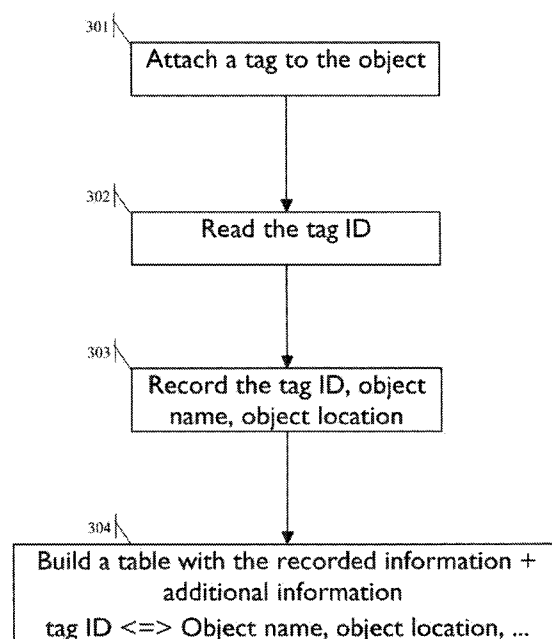 301
Attach a tag to the object
302
Read the tag ID
303
Record the tag ID, object
name, object location
304
Build a table with the recorded information +
additional information
tag ID <=> Object name, object location, ...